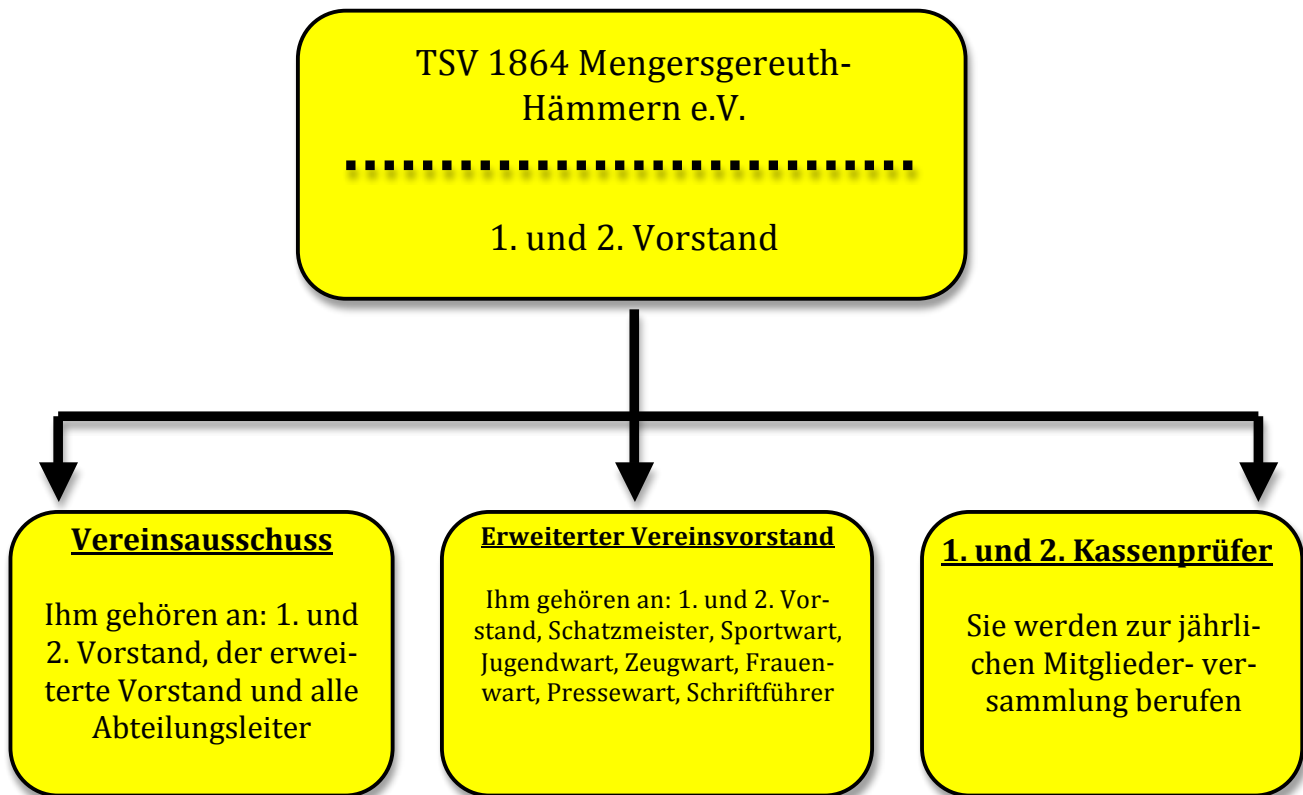 TSV 1864 Mengersgereuth-
Hämmern e.V.
1. und 2. Vorstand
Vereinsausschuss
Ihm gehören an: 1. und
2. Vorstand, der erwei-
terte Vorstand und alle
Abteilungsleiter
Erweiterter Vereinsvorstand
Ihm gehören an: 1. und 2. Vor-
stand, Schatzmeister, Sportwart,
Jugendwart, Zeugwart, Frauen-
wart, Pressewart, Schriftführer
1. und 2. Kassenprüfer
Sie werden zur jährli-
chen Mitglieder- ver-
sammlung berufen